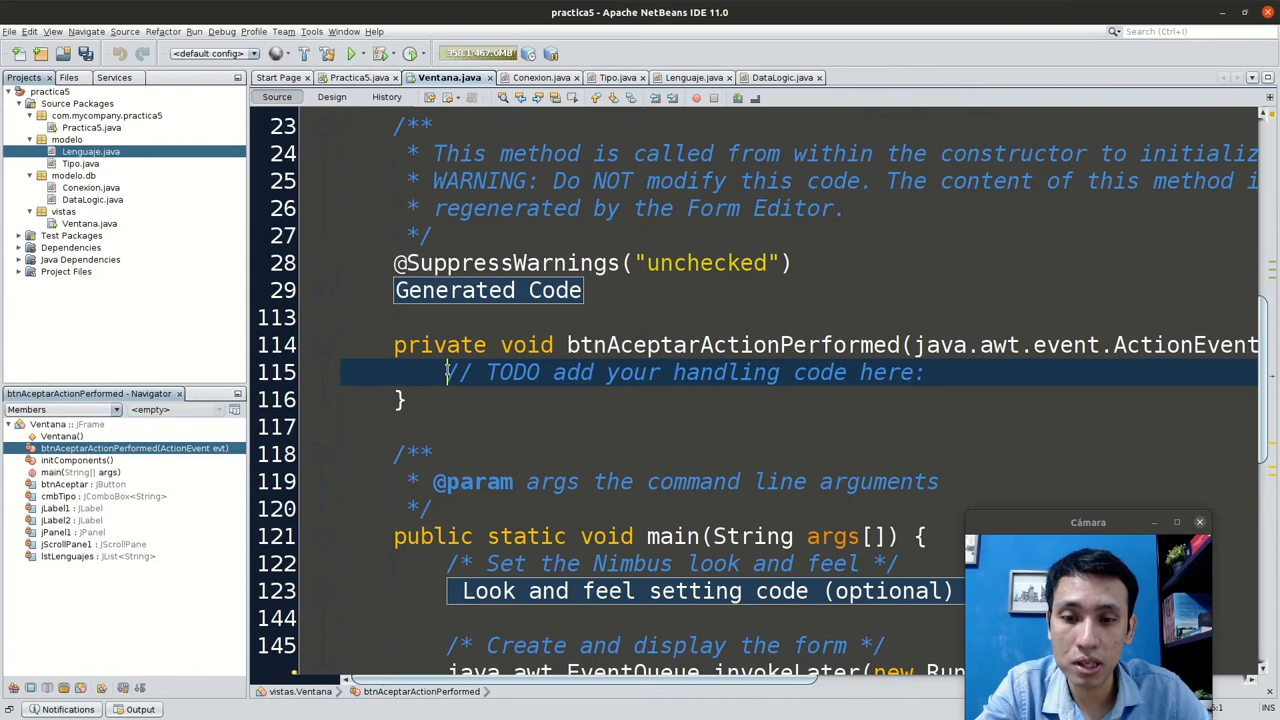 practica5 - Apache NetBeans IDE 11.0
File Edit View Navigate Source Refactor Run Debug Profile Team Tools Window Help
Search (Ctrl+I)
<default config>
358.1/467.0MB
Projects Files Services
Start Page Practica5.java Ventana.java Conexion.java Tipo.java Lenguaje.java DataLogic.java
Source Design History
practica5
Source Packages
com.mycompany.practica5
Practica5.java
modelo
Lenguaje.java
Tipo.java
modelo.db
Conexion.java
DataLogic.java
vistas
Ventana.java
Test Packages
Dependencies
Java Dependencies
Project Files
23 /**
24 * This method is called from within the constructor to initializ
25 * WARNING: Do NOT modify this code. The content of this method i
26 * regenerated by the Form Editor.
27 */
28 @SuppressWarnings("unchecked")
29 Generated Code
113
114 private void btnAceptarActionPerformed(java.awt.event.ActionEvent
115 // TODO add your handling code here:
116 }
117
118 /**
119 * @param args the command line arguments
120 */
121 public static void main(String args[]) {
122 /* Set the Nimbus look and feel */
123 Look and feel setting code (optional)
144
145 /* Create and display the form */
java.awt.EventQueue.invokeLater(new Run
btnAceptarActionPerformed - Navigator
Members <empty>
Ventana :: JFrame
Ventana()
btnAceptarActionPerformed(ActionEvent evt)
initComponents()
main(String[] args)
btnAceptar : JButton
cmbTipo : JComboBox<String>
jLabel1 : JLabel
jLabel2 : JLabel
jPanel1 : JPanel
jScrollPane1 : JScrollPane
lstLenguajes : JList<String>
Cámara
vistas.Ventana btnAceptarActionPerformed
Notifications Output
INS